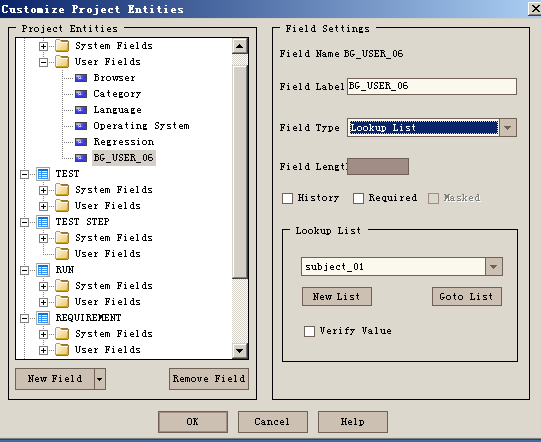 Customize Project Entities
Project Entities
System Fields
User Fields
Browser
Category
Language
Operating System
Regression
BG_USER_06
TEST
System Fields
User Fields
TEST STEP
System Fields
User Fields
RUN
System Fields
User Fields
REQUIREMENT
System Fields
User Fields
New Field
Remove Field
Field Settings
Field Name BG_USER_06
Field Label BG_USER_06
Field Type Lookup List
Field Lengt
History Required Masked
Lookup List
subject_01
New List Goto List
Verify Value
OK Cancel Help